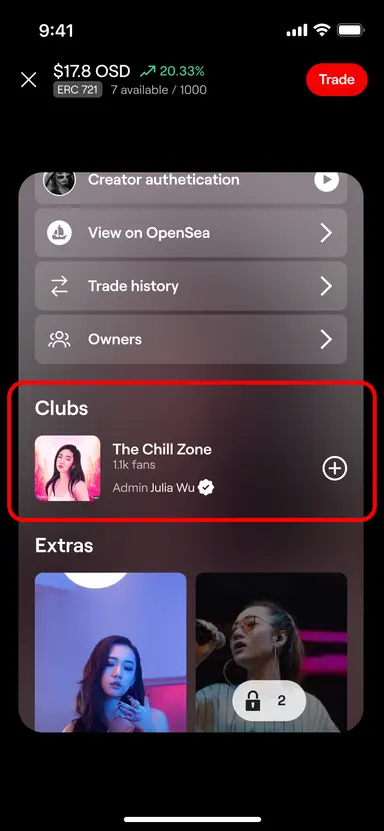 9:41
$17.8 OSD 20.33%
ERC 721 7 available / 1000
Trade
Creator authetication
View on OpenSea
Trade history
Owners
Clubs
The Chill Zone
1.1k fans
Admin Julia Wu
Extras
2